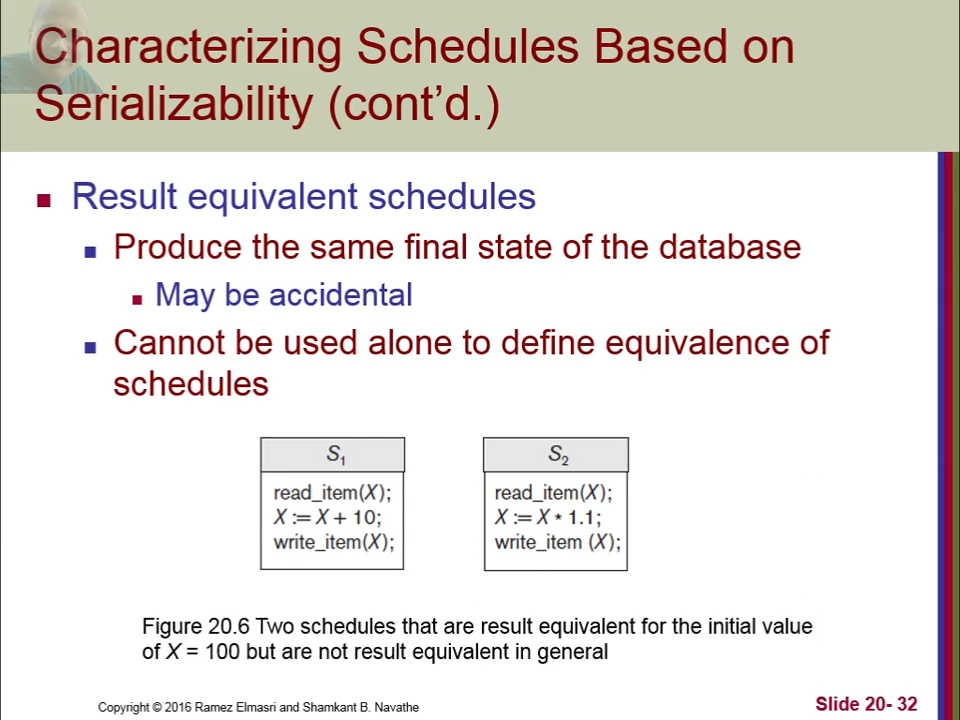 Characterizing Schedules Based on
Serializability (cont’d.)
Result equivalent schedules
Produce the same final state of the database
May be accidental
Cannot be used alone to define equivalence of
schedules
S1
read_item(X);
X := X + 10;
write_item(X);
S2
read_item(X);
X := X * 1.1;
write_item (X);
Figure 20.6 Two schedules that are result equivalent for the initial value
of X = 100 but are not result equivalent in general
Copyright © 2016 Ramez Elmasri and Shamkant B. Navathe
Slide 20- 32